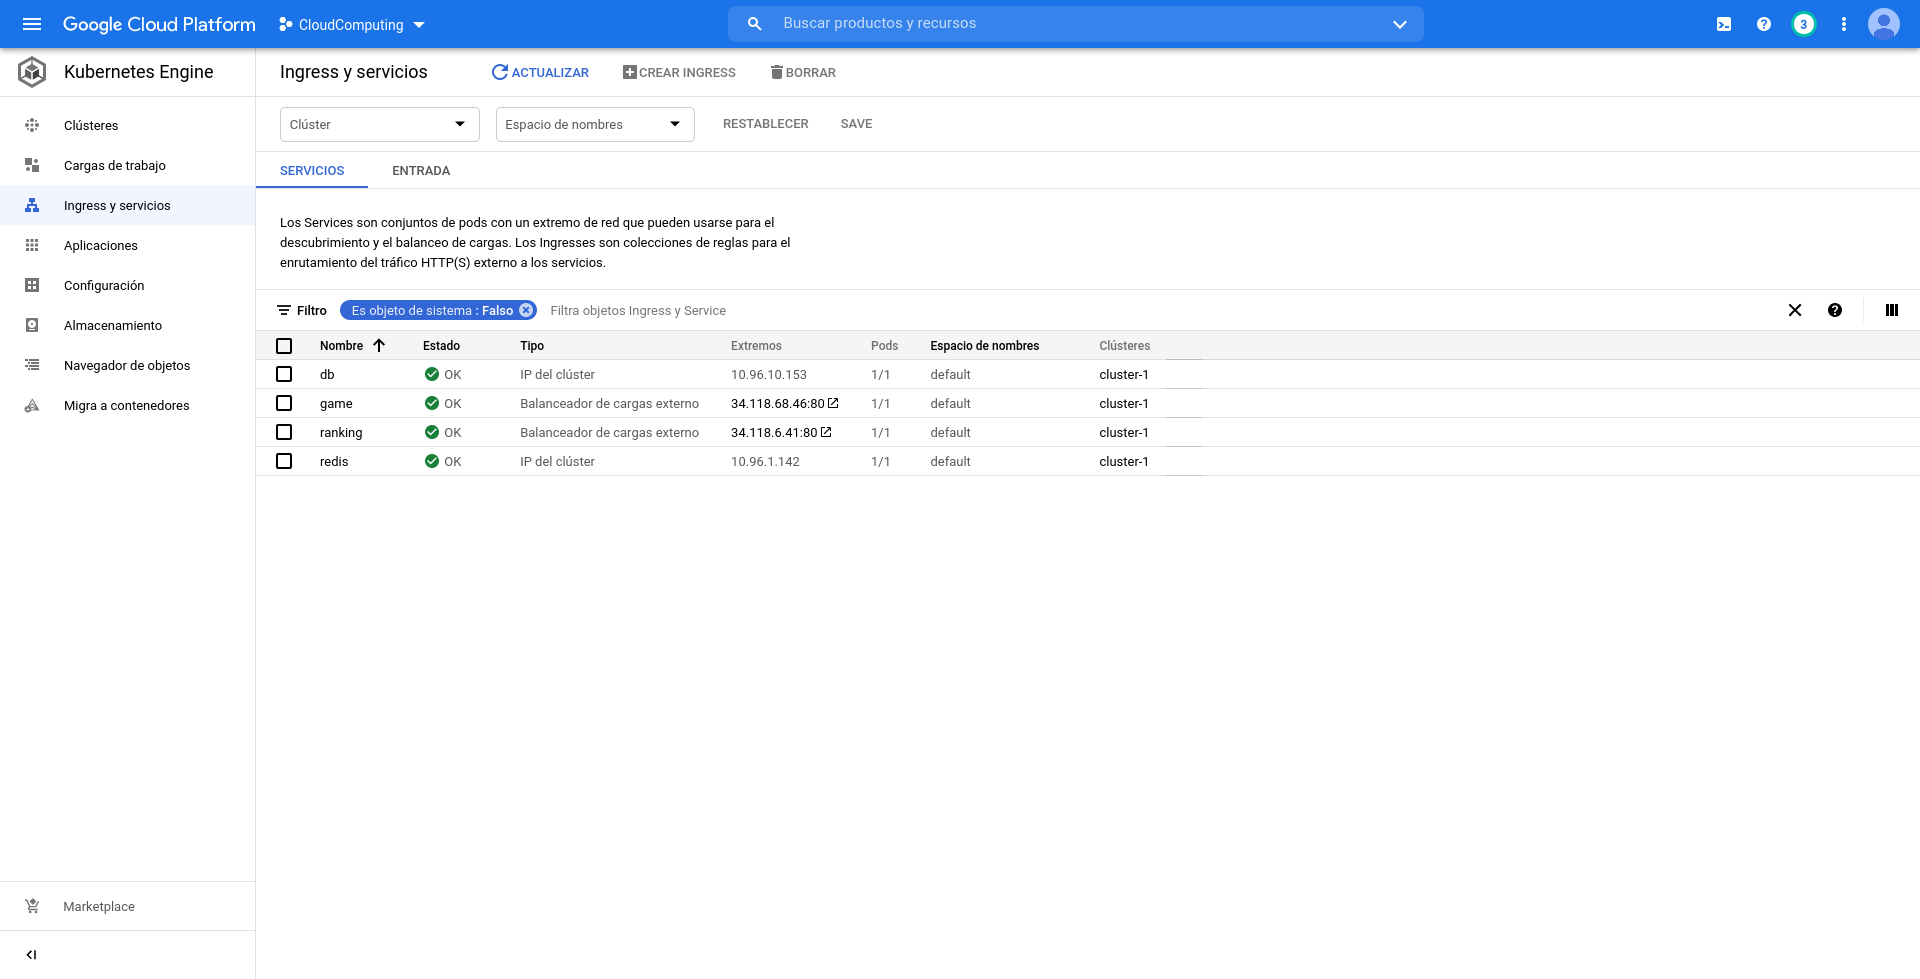 Google Cloud Platform CloudComputing Buscar productos y recursos 3
Kubernetes Engine
Ingress y servicios ACTUALIZAR CREAR INGRESS BORRAR
Clústeres
Cargas de trabajo
Ingress y servicios
Aplicaciones
Configuración
Almacenamiento
Navegador de objetos
Migra a contenedores
Marketplace
Clúster Espacio de nombres RESTABLECER SAVE
SERVICIOS ENTRADA
Los Services son conjuntos de pods con un extremo de red que pueden usarse para el
descubrimiento y el balanceo de cargas. Los Ingresses son colecciones de reglas para el
enrutamiento del tráfico HTTP(S) externo a los servicios.
Filtro Es objeto de sistema : Falso Filtra objetos Ingress y Service
Nombre Estado Tipo Extremos Pods Espacio de nombres Clústeres
db OK IP del clúster 10.96.10.153 1/1 default cluster-1
game OK Balanceador de cargas externo 34.118.68.46:80 1/1 default cluster-1
ranking OK Balanceador de cargas externo 34.118.6.41:80 1/1 default cluster-1
redis OK IP del clúster 10.96.1.142 1/1 default cluster-1